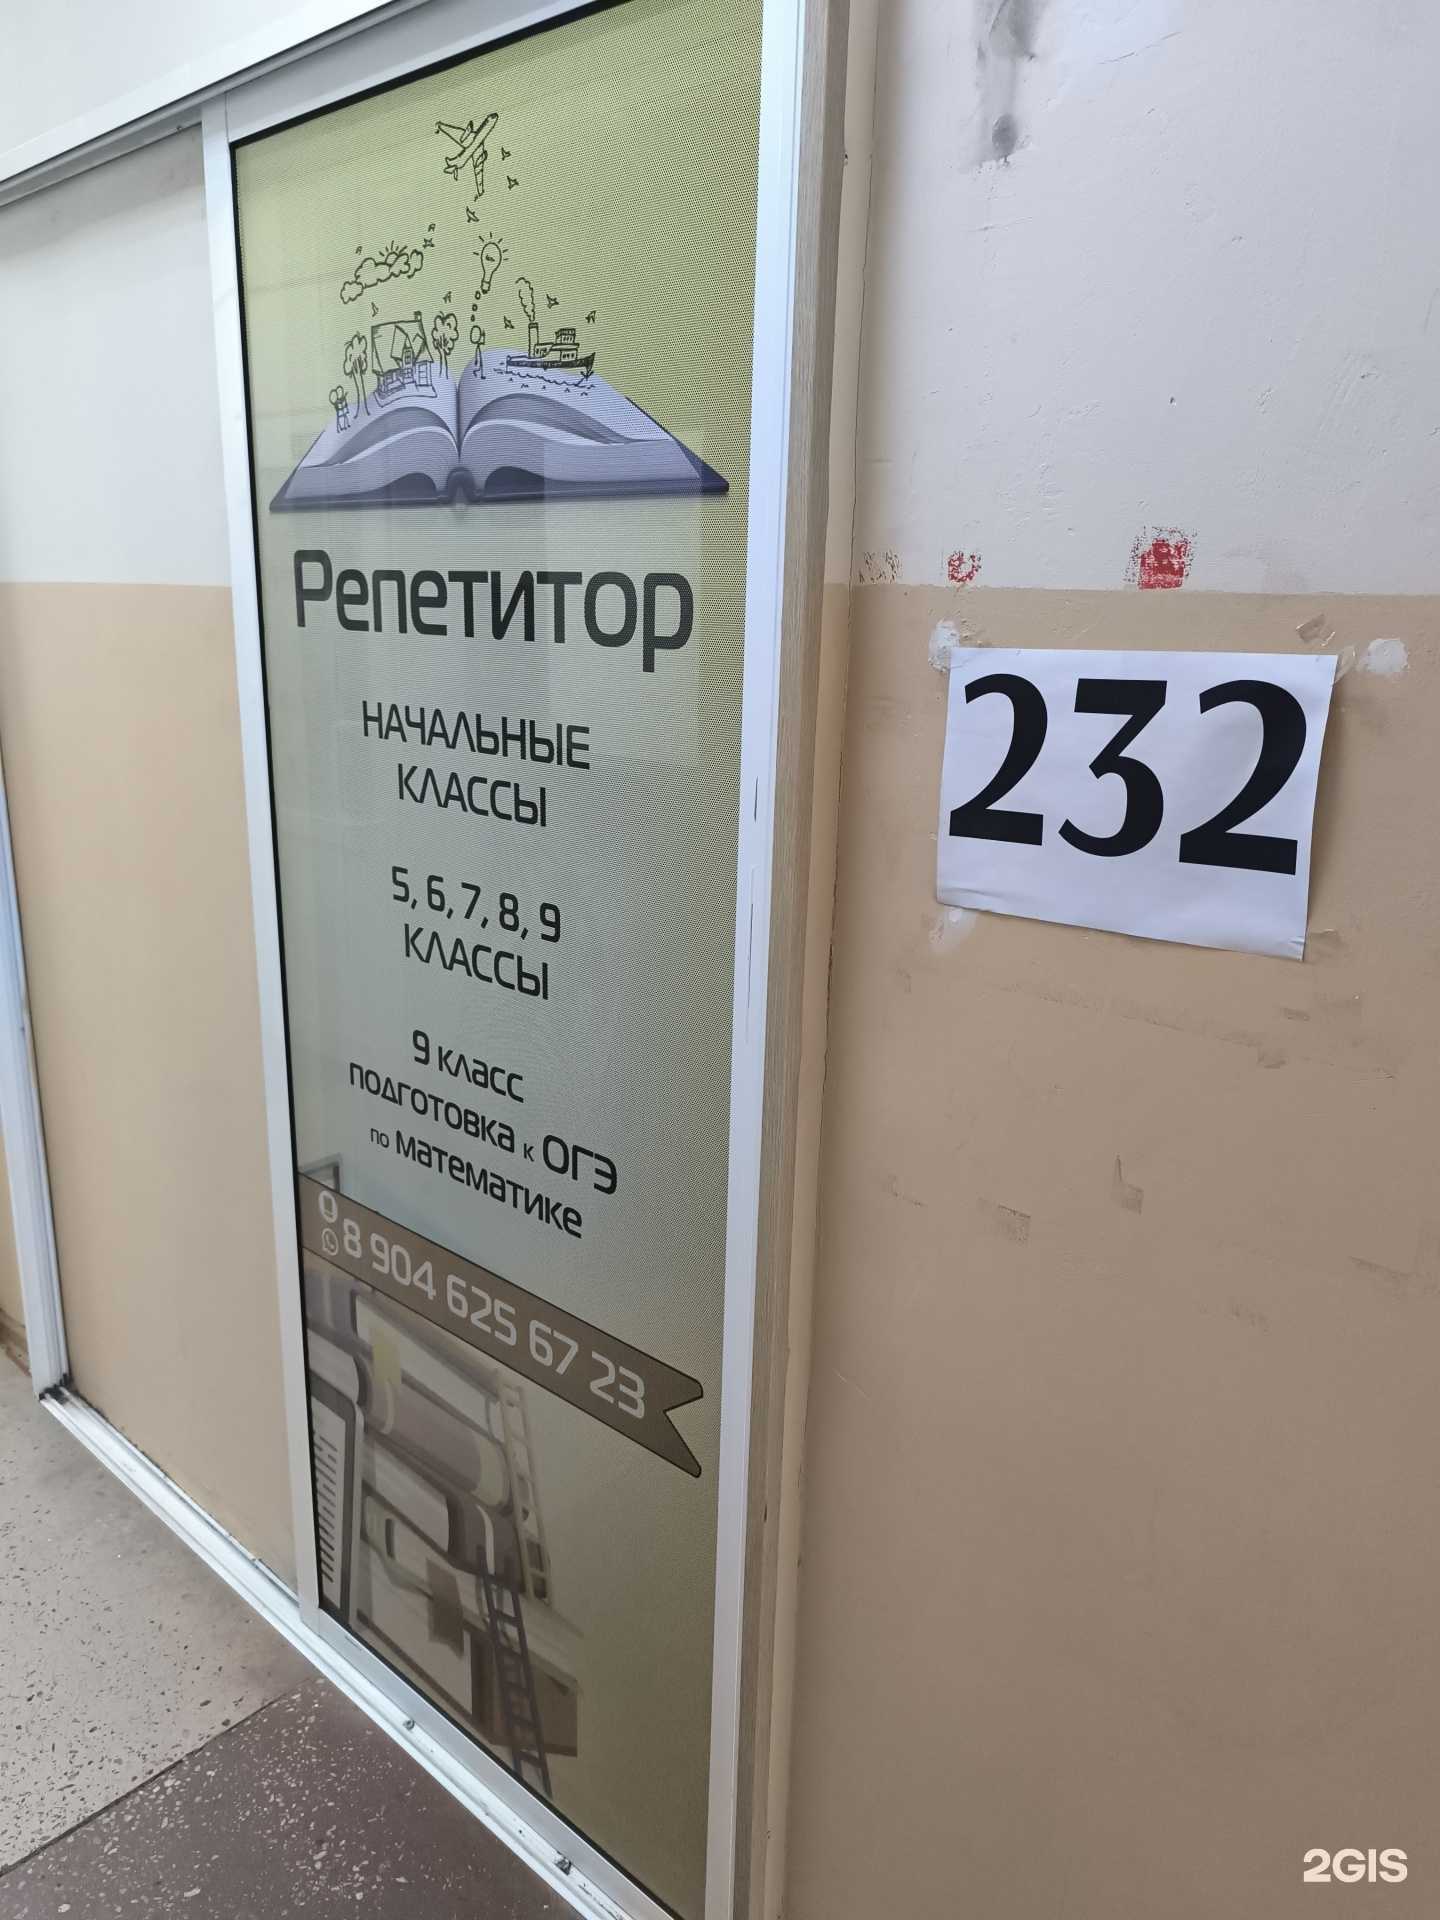 Репетитор
НАЧАЛЬНЫЕ
КЛАССЫ
5, 6, 7, 8, 9
КЛАССЫ
9 класс
подготовка к ОГЭ
по математике
8 904 625 67 23
232
2GIS